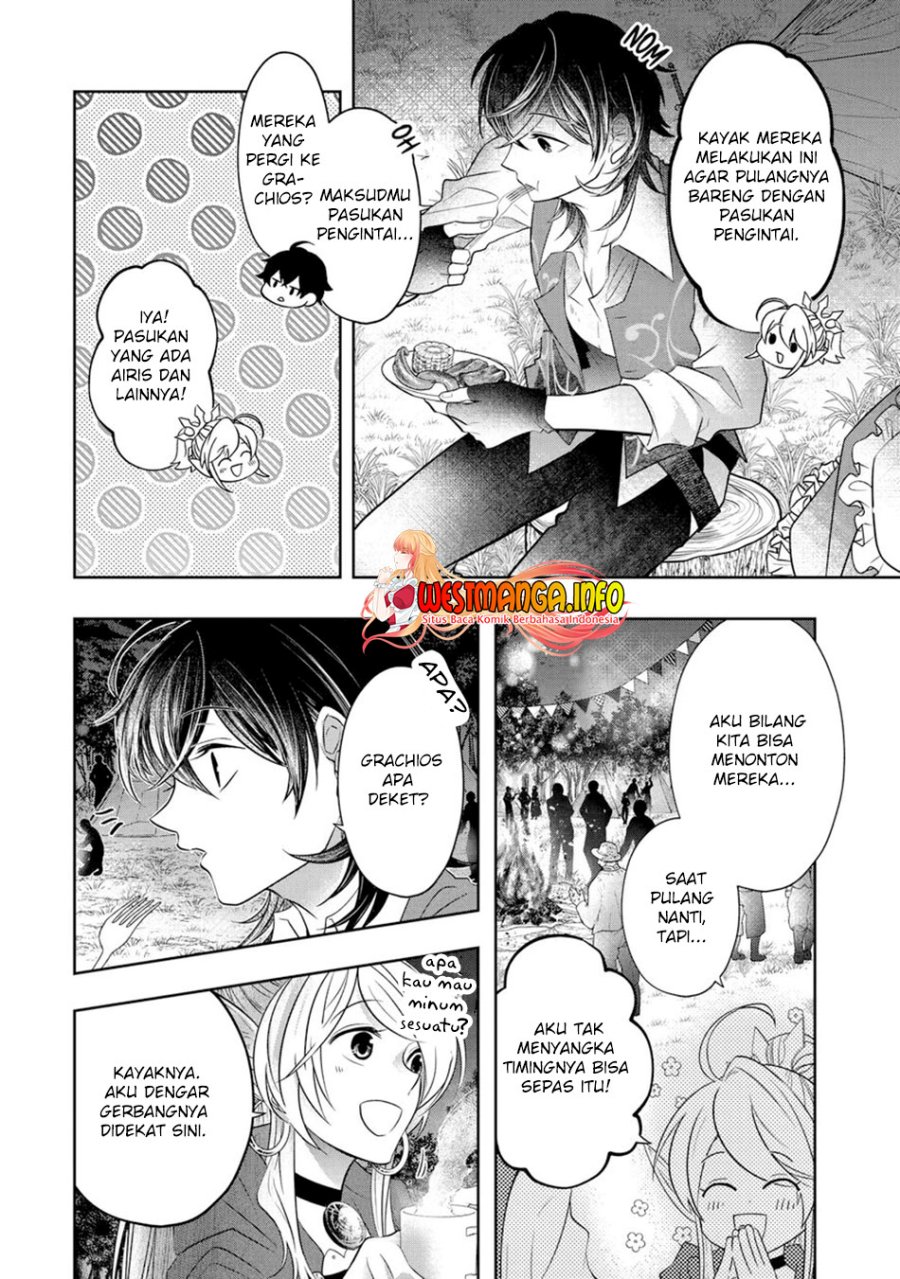 NOM
KAYAK MEREKA
MELAKUKAN INI
AGAR PULANGNYA
BARENG DENGAN
PASUKAN
PENGINTAI.
OH
MEREKA
YANG
PERGI KE
GRA-
CHIOS?
MAKSUDMU
PASUKAN
PENGINTAI...
IYA!
PASUKAN
YANG ADA
AIRIS DAN
LAINNYA!
WESTMANGA.INFO
Situs Baca Komik Berbahasa Indonesia
AKU BILANG
KITA BISA
MENONTON
MEREKA...
SAAT
PULANG
NANTI,
TAPI...
AKU TAK
MENYANGKA
TIMINGNYA BISA
SEPAS ITU!
APA?
GRACHIOS
APA
DEKET?
apa
kau mau
minum
sesuatu?
KAYAKNYA.
AKU DENGAR
GERBANGNYA
DIDEKAT SINI.